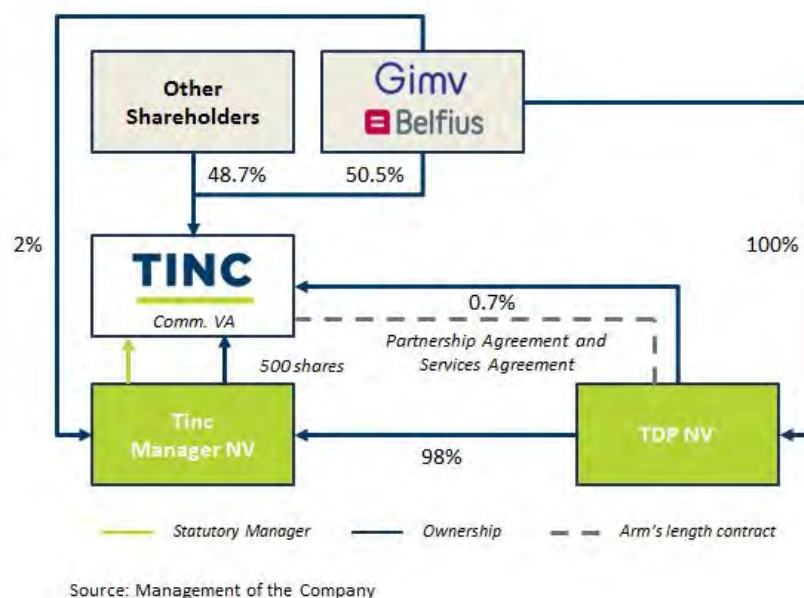 Other
Shareholders
Gimv
Belfius
48.7%
50.5%
2%
100%
TINC
Comm. VA
0.7%
Partnership Agreement and
Services Agreement
500 shares
Tinc
Manager NV
TDP NV
98%
Statutory Manager
Ownership
Arm's length contract
Source: Management of the Company